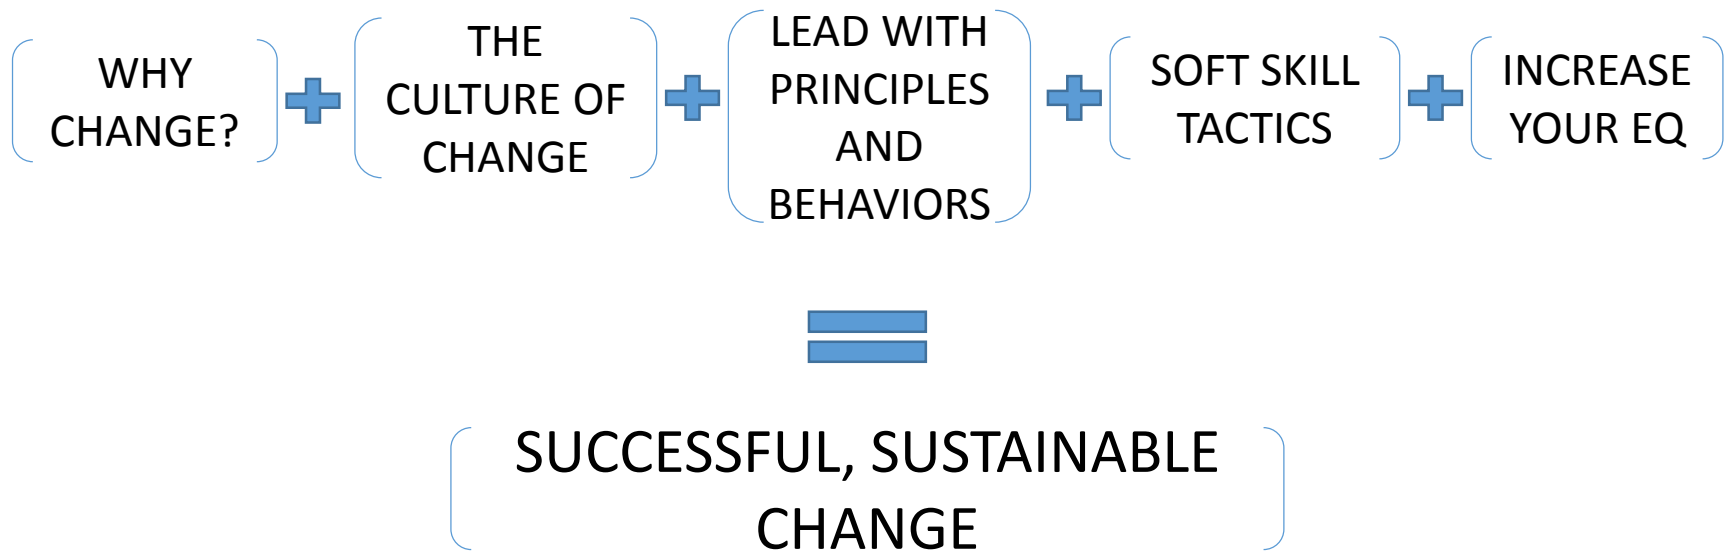 WHY
CHANGE?
THE
CULTURE OF
CHANGE
LEAD WITH
PRINCIPLES
AND
BEHAVIORS
SOFT SKILL
TACTICS
INCREASE
YOUR EQ
SUCCESSFUL, SUSTAINABLE
CHANGE